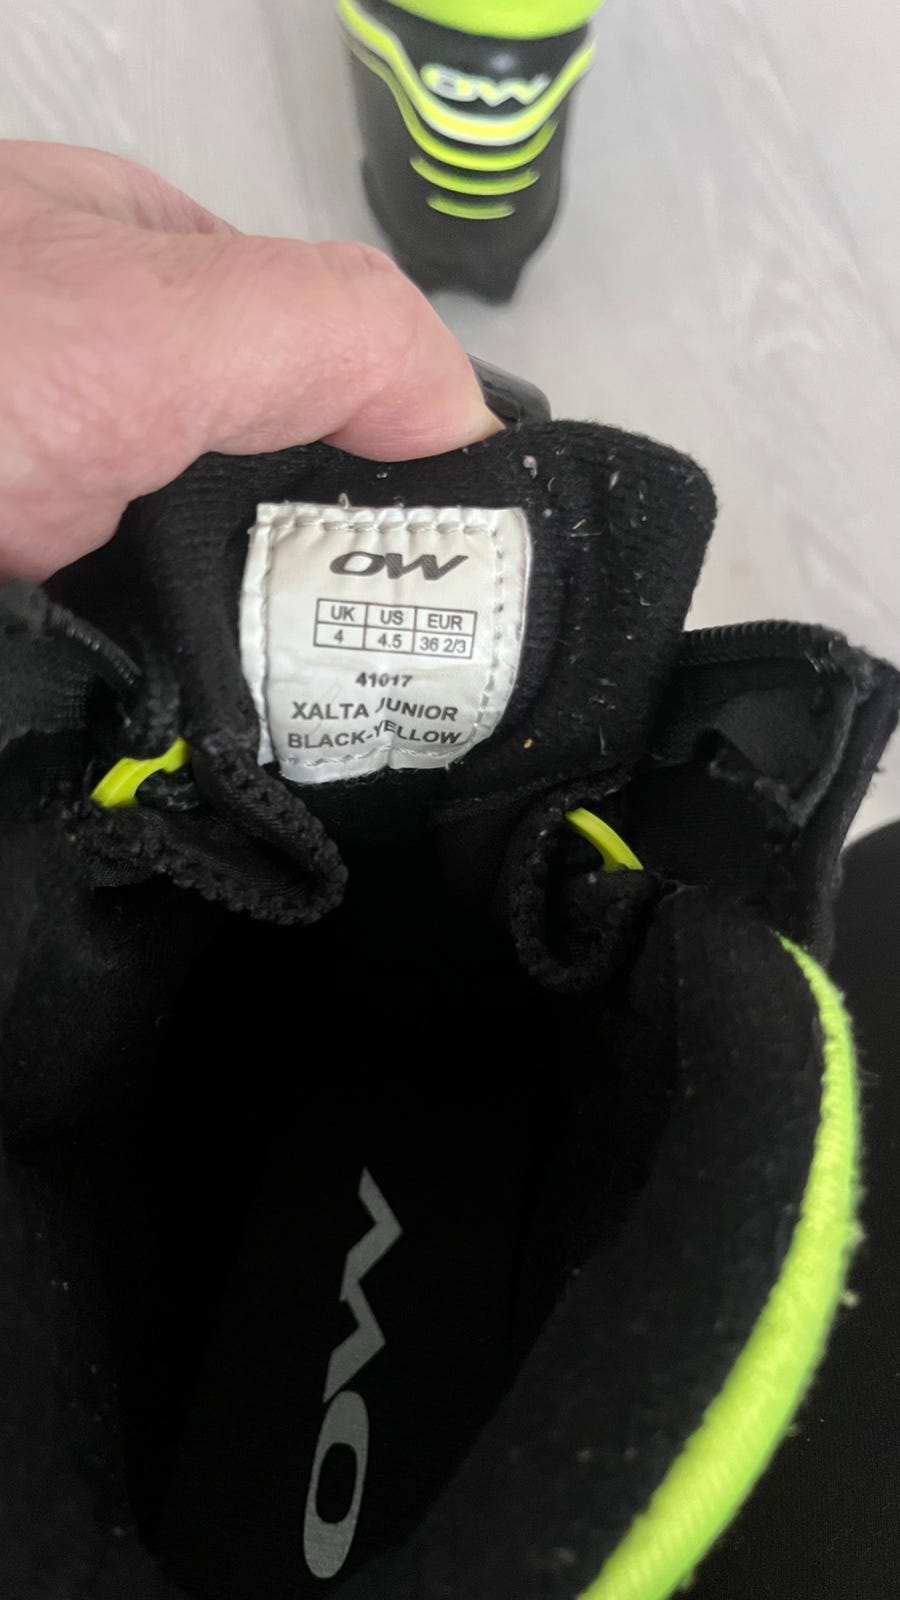 OW
OW
UK US EUR
4 4.5 36 2/3
41017
XALTA JUNIOR
BLACK-YELLOW
OW